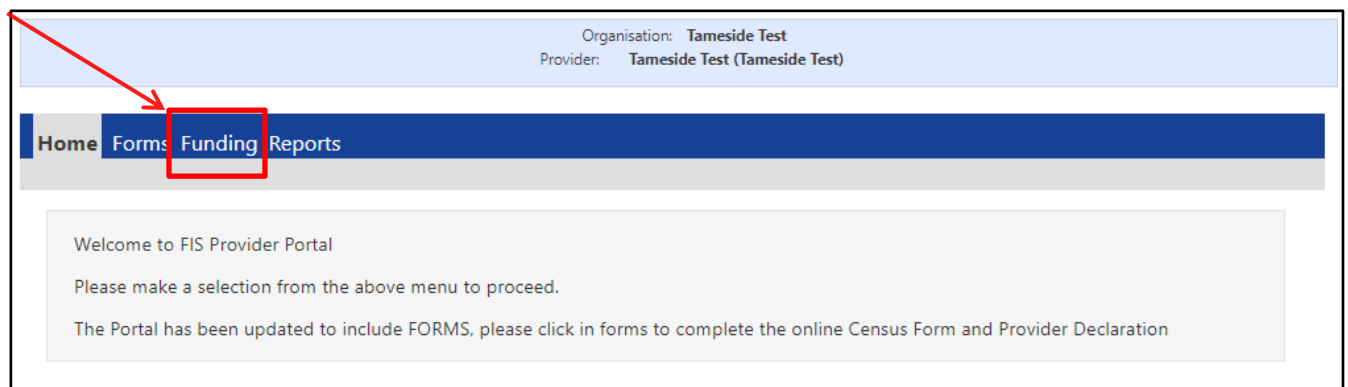 Organisation: Tameside Test
Provider: Tameside Test (Tameside Test)
Home Forms Funding Reports
Welcome to FIS Provider Portal
Please make a selection from the above menu to proceed.
The Portal has been updated to include FORMS, please click in forms to complete the online Census Form and Provider Declaration